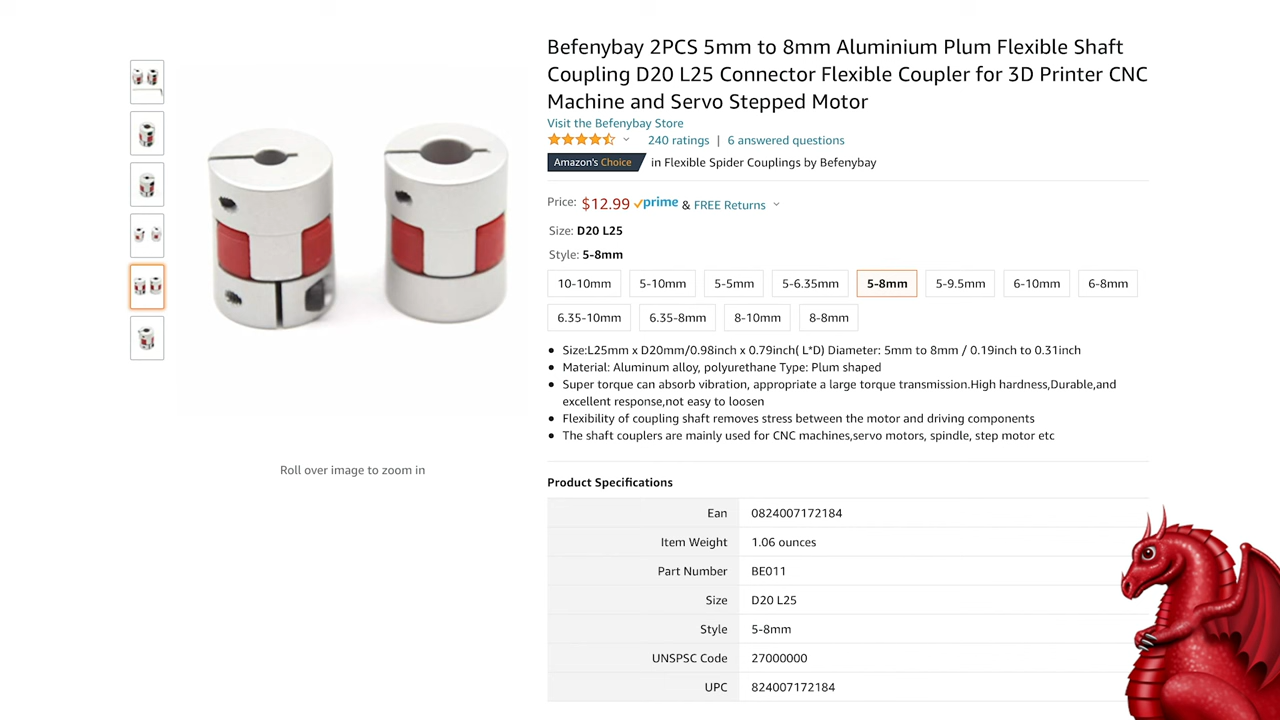 Befenybay 2PCS 5mm to 8mm Aluminium Plum Flexible Shaft
Coupling D20 L25 Connector Flexible Coupler for 3D Printer CNC
Machine and Servo Stepped Motor
Visit the Befenybay Store
240 ratings | 6 answered questions
Amazon's Choice in Flexible Spider Couplings by Befenybay
Price: $12.99 prime & FREE Returns
Size: D20 L25
Style: 5-8mm
10-10mm 5-10mm 5-5mm 5-6.35mm 5-8mm 5-9.5mm 6-10mm 6-8mm
6.35-10mm 6.35-8mm 8-10mm 8-8mm
● Size:L25mm x D20mm/0.98inch x 0.79inch( L*D) Diameter: 5mm to 8mm / 0.19inch to 0.31inch
● Material: Aluminum alloy, polyurethane Type: Plum shaped
● Super torque can absorb vibration, appropriate a large torque transmission.High hardness,Durable,and
excellent response,not easy to loosen
● Flexibility of coupling shaft removes stress between the motor and driving components
● The shaft couplers are mainly used for CNC machines,servo motors, spindle, step motor etc
Roll over image to zoom in
Product Specifications
Ean 0824007172184
Item Weight 1.06 ounces
Part Number BE011
Size D20 L25
Style 5-8mm
UNSPSC Code 27000000
UPC 824007172184